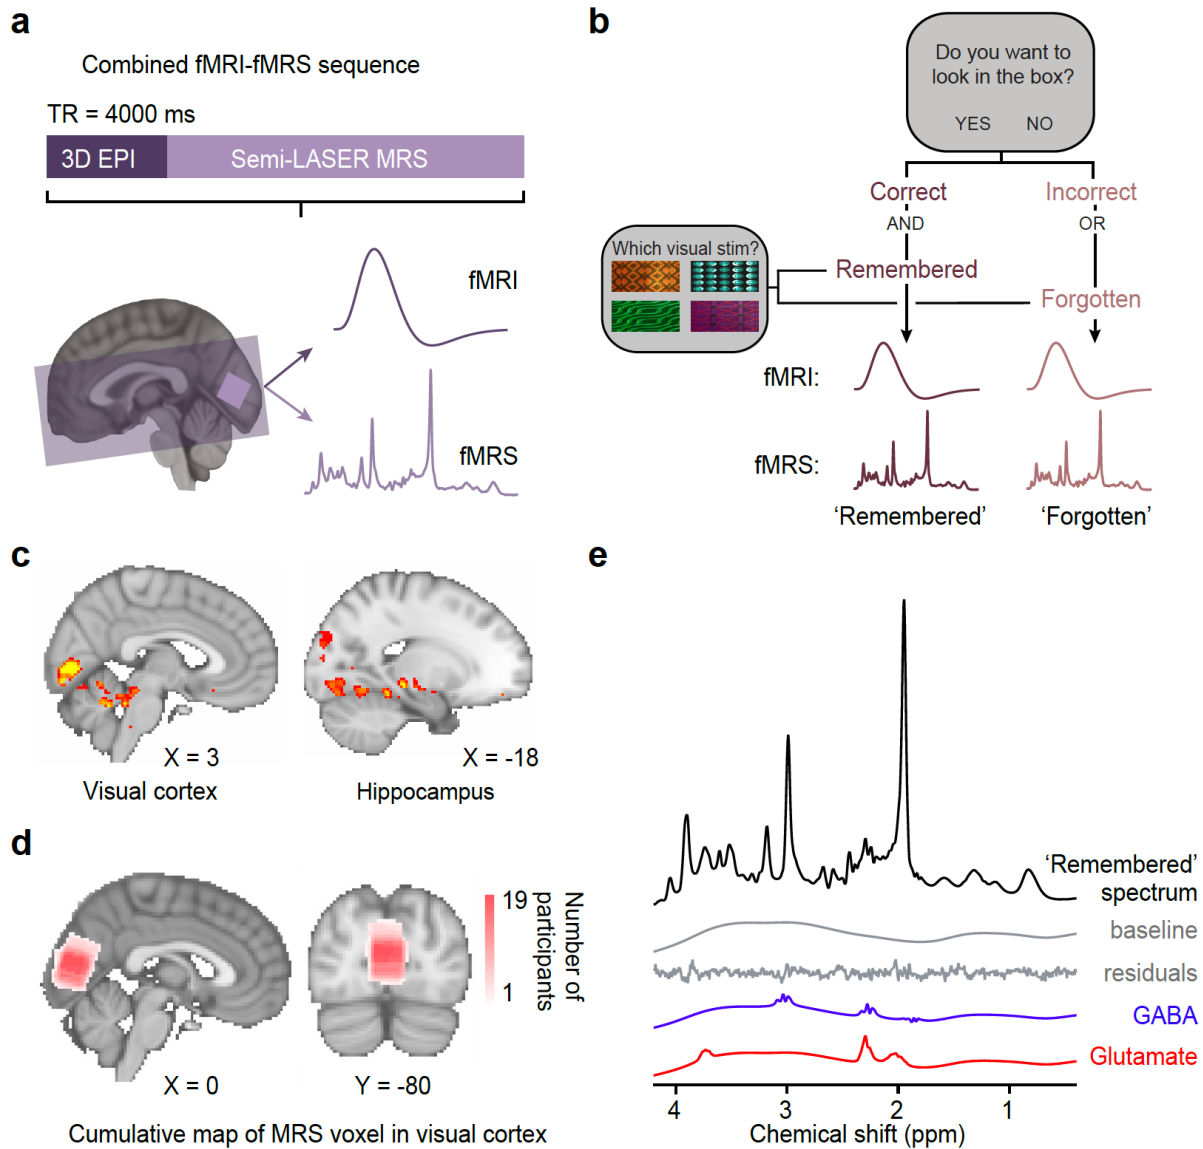 a
Combined fMRI-fMRS sequence
TR = 4000 ms
3D EPI
Semi-LASER MRS
fMRI
fMRS
b
Do you want to
look in the box?
YES NO
Correct
Incorrect
AND
OR
Which visual stim?
Remembered
Forgotten
fMRI:
fMRS:
‘Remembered’
‘Forgotten’
c
X = 3
X = -18
Visual cortex
Hippocampus
d
19
1
Number of
participants
X = 0
Y = -80
Cumulative map of MRS voxel in visual cortex
e
‘Remembered’
spectrum
baseline
residuals
GABA
Glutamate
4 3 2 1
Chemical shift (ppm)